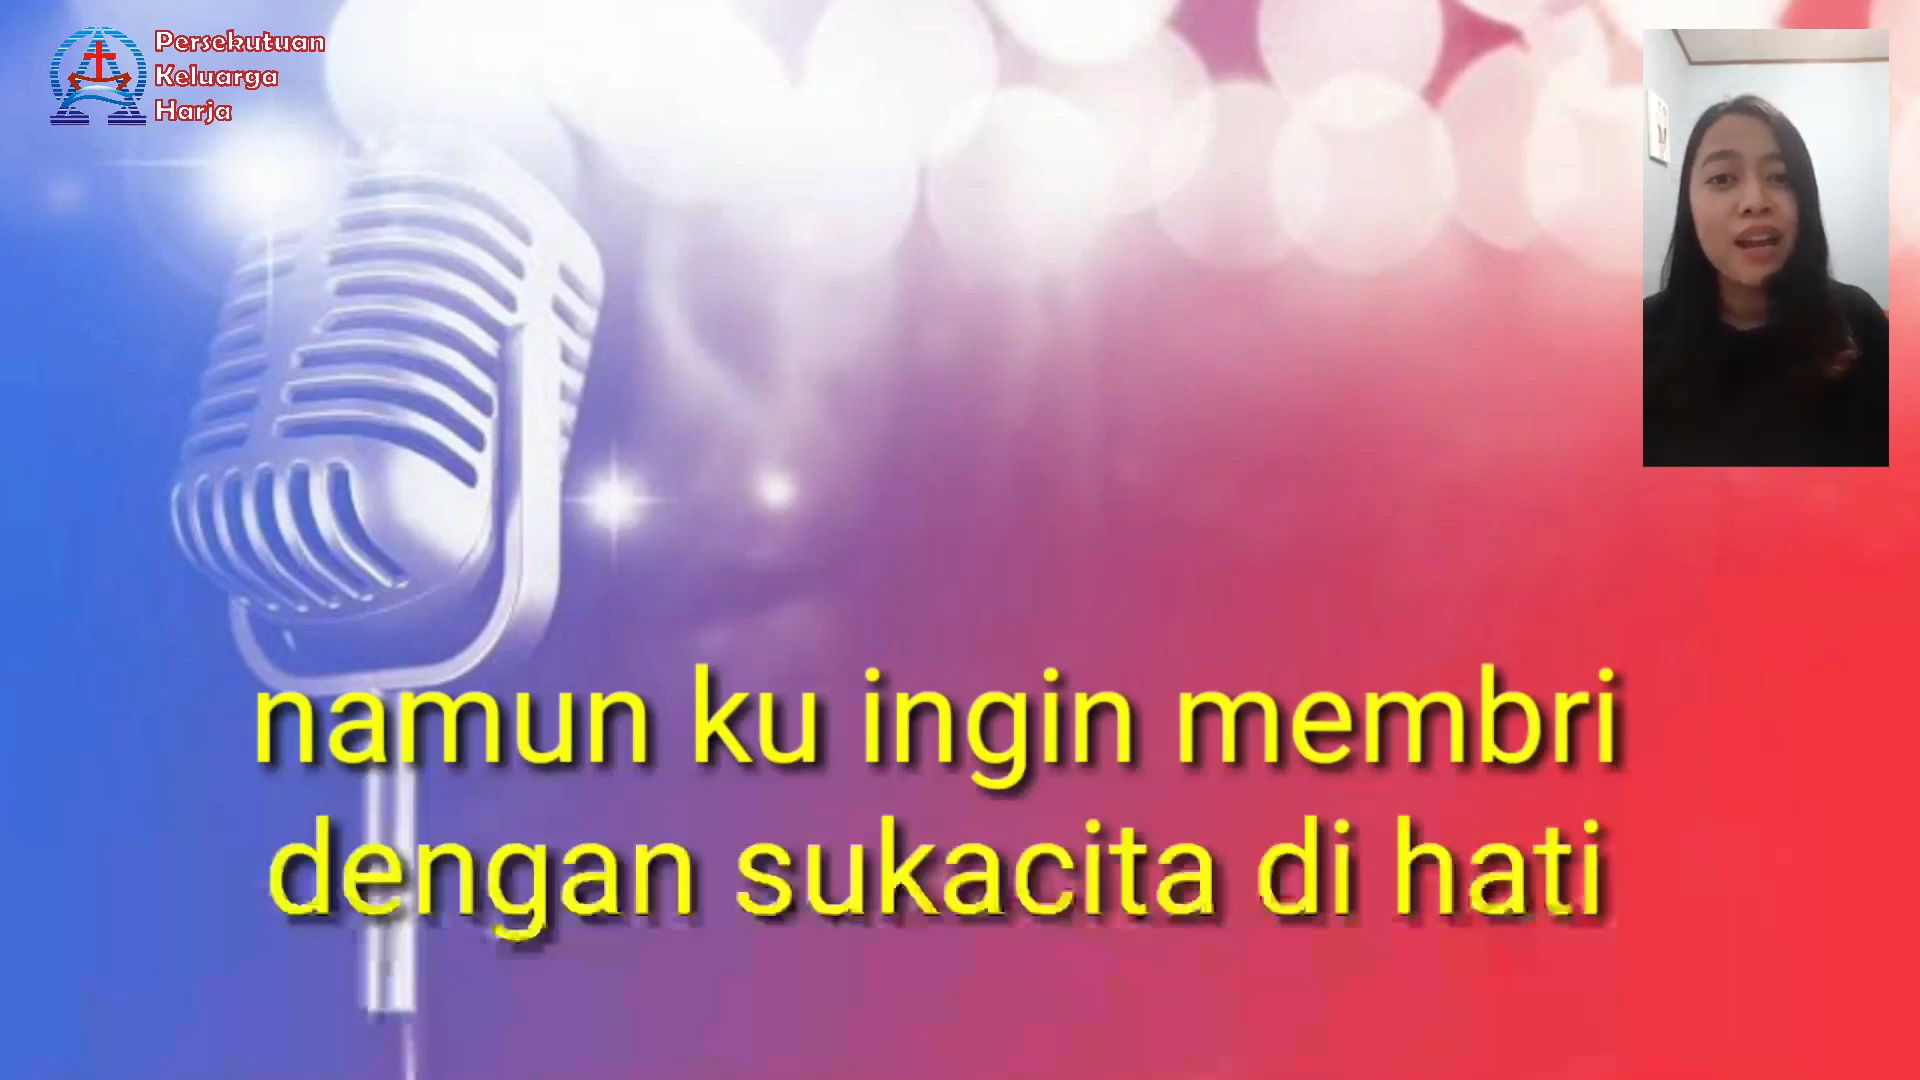 Persekutuan
Keluarga
Harja
namun ku ingin membri
dengan sukacita di hati